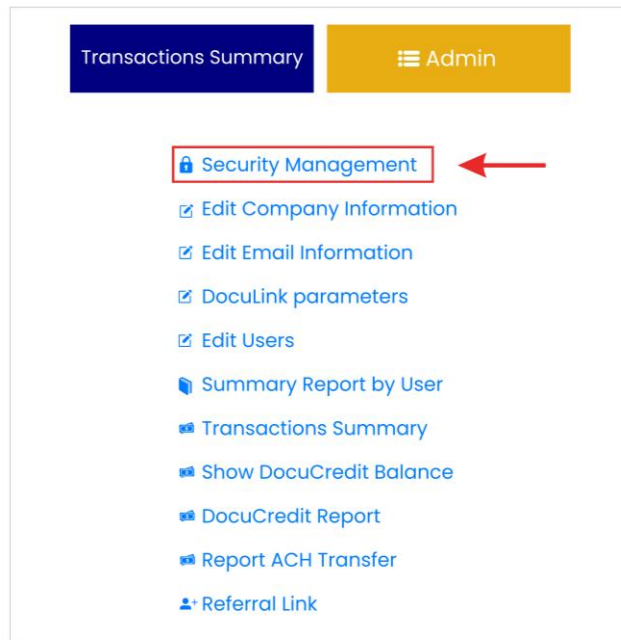 Transactions Summary
Admin
Security Management
Edit Company Information
Edit Email Information
DocuLink parameters
Edit Users
Summary Report by User
Transactions Summary
Show DocuCredit Balance
DocuCredit Report
Report ACH Transfer
Referral Link